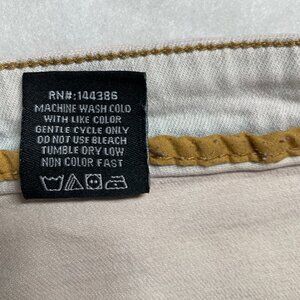 RN#:144386
MACHINE WASH COLD
WITH LIKE COLOR
GENTLE CYCLE ONLY
DO NOT USE BLEACH
TUMBLE DRY LOW
NON COLOR FAST